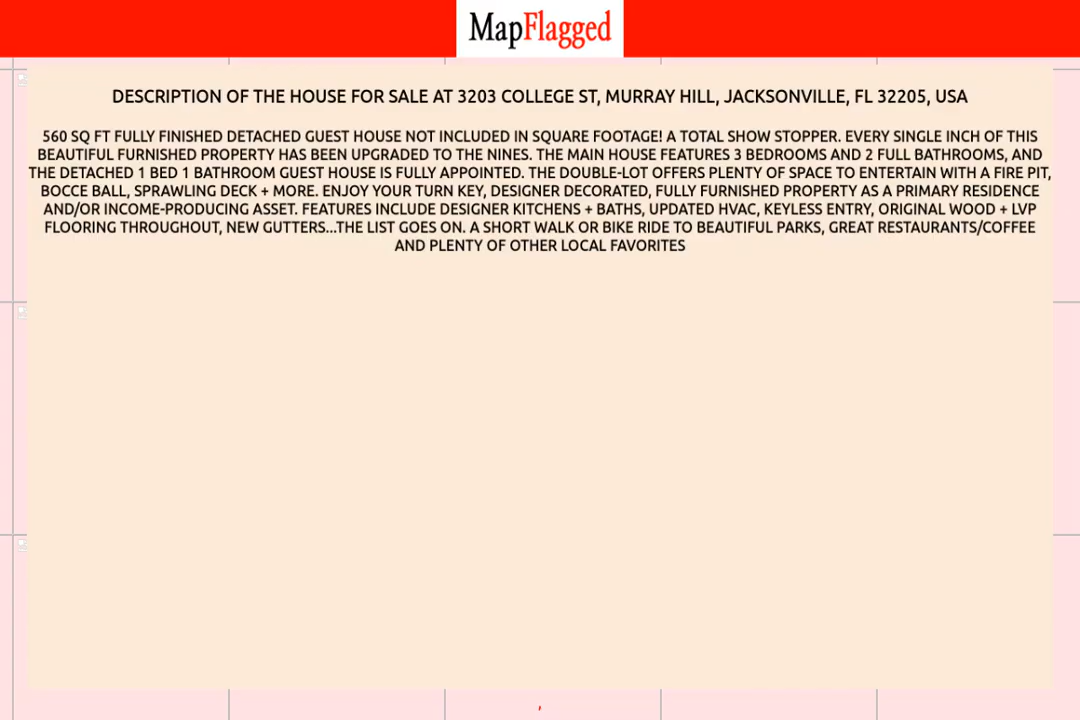 MapFlagged
DESCRIPTION OF THE HOUSE FOR SALE AT 3203 COLLEGE ST, MURRAY HILL, JACKSONVILLE, FL 32205, USA
560 SQ FT FULLY FINISHED DETACHED GUEST HOUSE NOT INCLUDED IN SQUARE FOOTAGE! A TOTAL SHOW STOPPER. EVERY SINGLE INCH OF THIS
BEAUTIFUL FURNISHED PROPERTY HAS BEEN UPGRADED TO THE NINES. THE MAIN HOUSE FEATURES 3 BEDROOMS AND 2 FULL BATHROOMS, AND
THE DETACHED 1 BED 1 BATHROOM GUEST HOUSE IS FULLY APPOINTED. THE DOUBLE-LOT OFFERS PLENTY OF SPACE TO ENTERTAIN WITH A FIRE PIT,
BOCCE BALL, SPRAWLING DECK + MORE. ENJOY YOUR TURN KEY, DESIGNER DECORATED, FULLY FURNISHED PROPERTY AS A PRIMARY RESIDENCE
AND/OR INCOME-PRODUCING ASSET. FEATURES INCLUDE DESIGNER KITCHENS + BATHS, UPDATED HVAC, KEYLESS ENTRY, ORIGINAL WOOD + LVP
FLOORING THROUGHOUT, NEW GUTTERS...THE LIST GOES ON. A SHORT WALK OR BIKE RIDE TO BEAUTIFUL PARKS, GREAT RESTAURANTS/COFFEE
AND PLENTY OF OTHER LOCAL FAVORITES
,